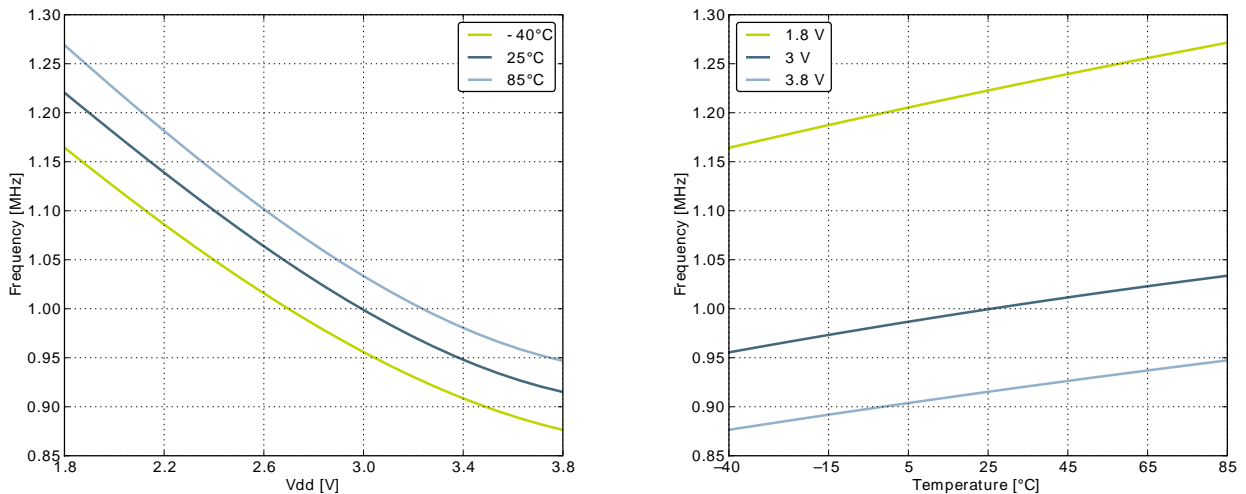 1.30
1.25
1.20
1.15
1.10
1.05
1.00
0.95
0.90
0.85
Frequency [MHz]
1.8 2.2 2.6 3.0 3.4 3.8
Vdd [V]
- 40°C
25°C
85°C
1.30
1.25
1.20
1.15
1.10
1.05
1.00
0.95
0.90
0.85
Frequency [MHz]
–40 –15 5 25 45 65 85
Temperature [°C]
1.8 V
3 V
3.8 V